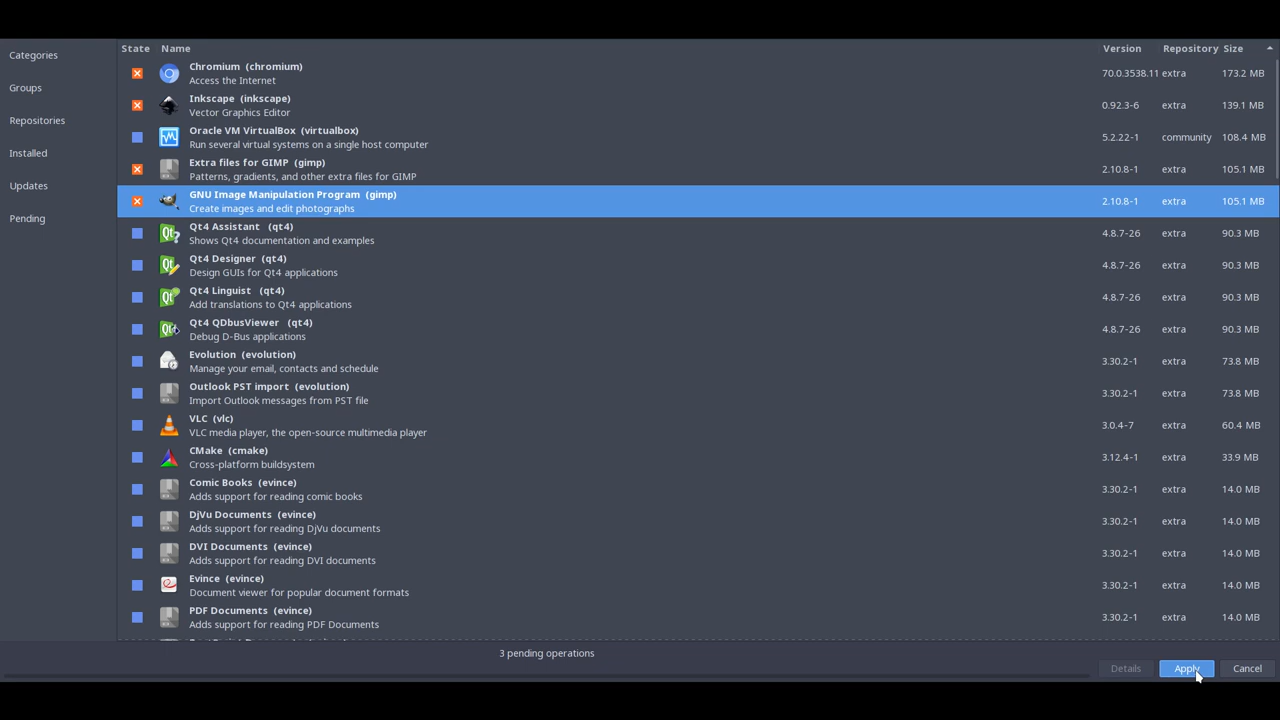 State Name Version Repository Size
Categories
Groups
Repositories
Installed
Updates
Pending
Chromium (chromium)
Access the Internet
70.0.3538.11 extra 173.2 MB
Inkscape (inkscape)
Vector Graphics Editor
0.92.3-6 extra 139.1 MB
Oracle VM VirtualBox (virtualbox)
Run several virtual systems on a single host computer
5.2.22-1 community 108.4 MB
Extra files for GIMP (gimp)
Patterns, gradients, and other extra files for GIMP
2.10.8-1 extra 105.1 MB
GNU Image Manipulation Program (gimp)
Create images and edit photographs
2.10.8-1 extra 105.1 MB
Qt4 Assistant (qt4)
Shows Qt4 documentation and examples
4.8.7-26 extra 90.3 MB
Qt4 Designer (qt4)
Design GUIs for Qt4 applications
4.8.7-26 extra 90.3 MB
Qt4 Linguist (qt4)
Add translations to Qt4 applications
4.8.7-26 extra 90.3 MB
Qt4 QDbusViewer (qt4)
Debug D-Bus applications
4.8.7-26 extra 90.3 MB
Evolution (evolution)
Manage your email, contacts and schedule
3.30.2-1 extra 73.8 MB
Outlook PST import (evolution)
Import Outlook messages from PST file
3.30.2-1 extra 73.8 MB
VLC (vlc)
VLC media player, the open-source multimedia player
3.0.4-7 extra 60.4 MB
CMake (cmake)
Cross-platform buildsystem
3.12.4-1 extra 33.9 MB
Comic Books (evince)
Adds support for reading comic books
3.30.2-1 extra 14.0 MB
DjVu Documents (evince)
Adds support for reading DjVu documents
3.30.2-1 extra 14.0 MB
DVI Documents (evince)
Adds support for reading DVI documents
3.30.2-1 extra 14.0 MB
Evince (evince)
Document viewer for popular document formats
3.30.2-1 extra 14.0 MB
PDF Documents (evince)
Adds support for reading PDF Documents
3.30.2-1 extra 14.0 MB
3 pending operations
Details Apply Cancel